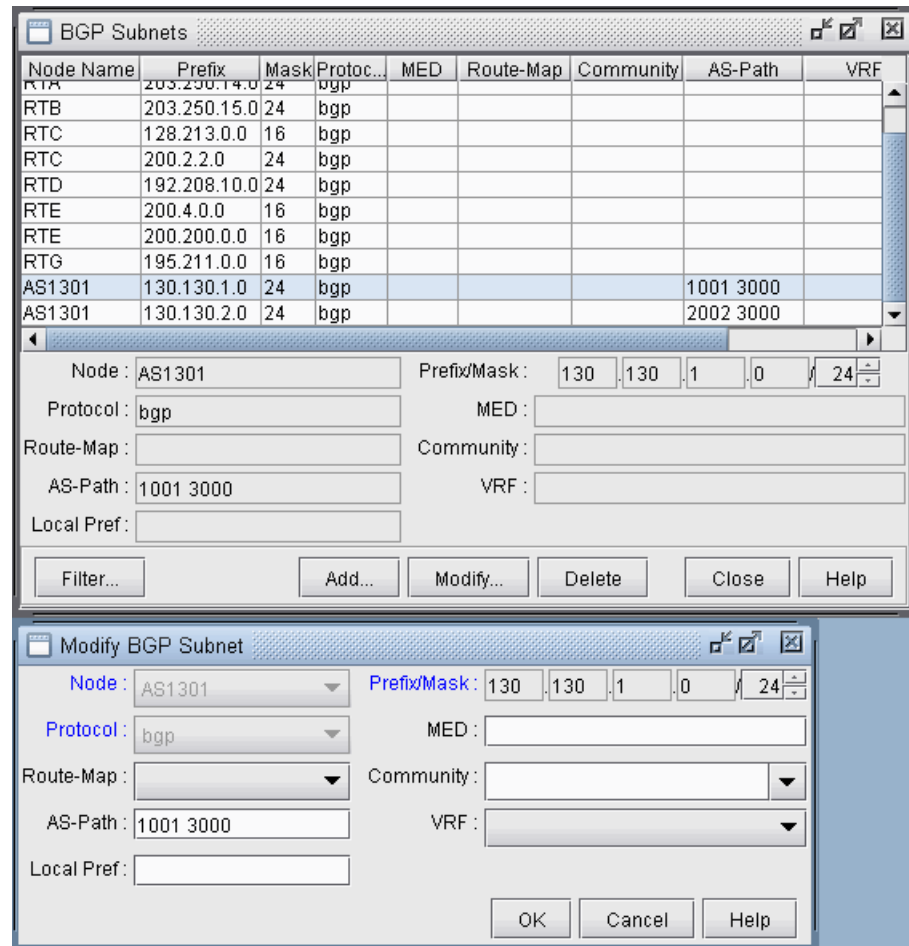 BGP Subnets
Node Name Prefix Mask Protoc... MED Route-Map Community AS-Path VRF
RTA 203.250.14.0 24 bgp
RTB 203.250.15.0 24 bgp
RTC 128.213.0.0 16 bgp
RTC 200.2.2.0 24 bgp
RTD 192.208.10.0 24 bgp
RTE 200.4.0.0 16 bgp
RTE 200.200.0.0 16 bgp
RTG 195.211.0.0 16 bgp
AS1301 130.130.1.0 24 bgp 1001 3000
AS1301 130.130.2.0 24 bgp 2002 3000
Node : AS1301 Prefix/Mask : 130 .130 .1 .0 / 24
Protocol : bgp MED :
Route-Map : Community :
AS-Path : 1001 3000 VRF :
Local Pref :
Filter... Add... Modify... Delete Close Help
Modify BGP Subnet
Node : AS1301 Prefix/Mask : 130 .130 .1 .0 / 24
Protocol : bgp MED :
Route-Map : Community :
AS-Path : 1001 3000 VRF :
Local Pref :
OK Cancel Help